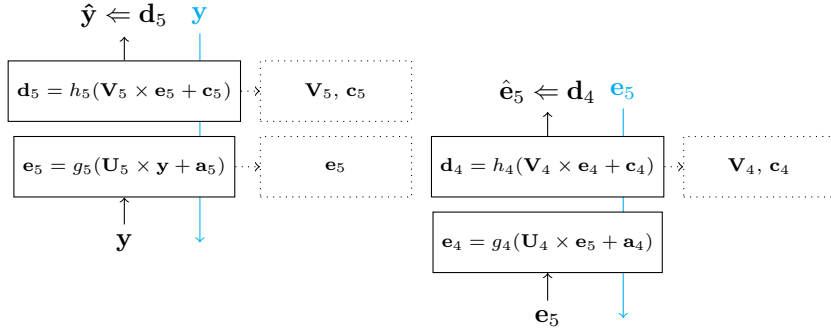 ŷ ⇐ d₅ y
d₅ = h₅(V₅ × e₅ + c₅) V₅, c₅
e₅ = g₅(U₅ × y + a₅) e₅
y
ê₅ ⇐ d₄ e₅
d₄ = h₄(V₄ × e₄ + c₄) V₄, c₄
e₄ = g₄(U₄ × e₅ + a₄)
e₅